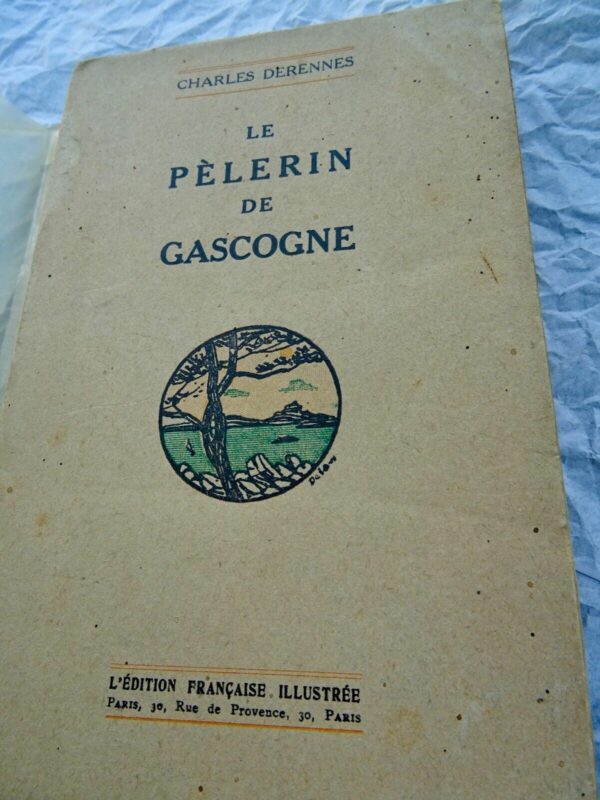 CHARLES DERENNES
LE
PÈLERIN
DE
GASCOGNE
L'ÉDITION FRANÇAISE ILLUSTRÉE
PARIS, 30, Rue de Provence, 30, PARIS